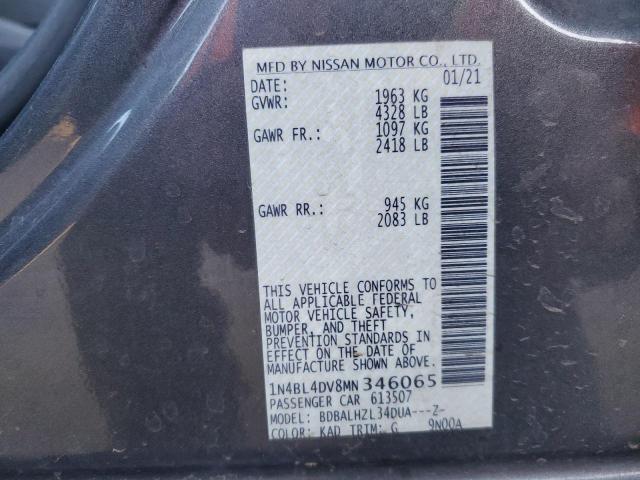 MFD BY NISSAN MOTOR CO., LTD.
DATE: 01/21
GVWR: 1963 KG
4328 LB
GAWR FR.: 1097 KG
2418 LB
GAWR RR.: 945 KG
2083 LB
THIS VEHICLE CONFORMS TO
ALL APPLICABLE FEDERAL
MOTOR VEHICLE SAFETY,
BUMPER, AND THEFT
PREVENTION STANDARDS IN
EFFECT ON THE DATE OF
MANUFACTURE SHOWN ABOVE.
1N4BL4DV8MN346065
PASSENGER CAR 613507
MODEL: BDBALHZL34DUA---Z-
COLOR: KAD TRIM: G 9N00A